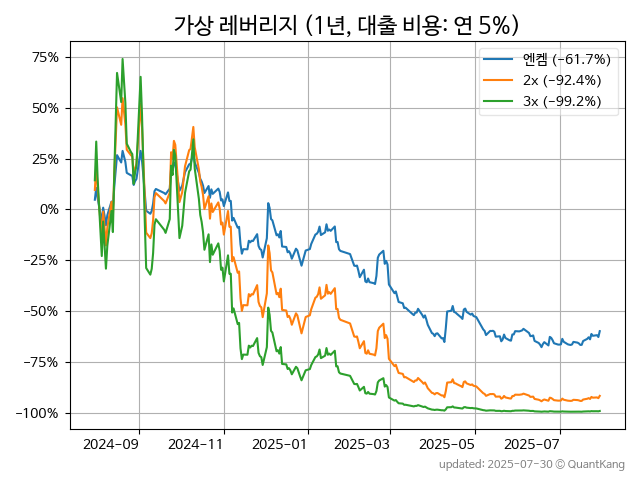 가상 레버리지 (1년, 대출 비용: 연 5%)
75%
50%
25%
0%
−25%
−50%
−75%
−100%
엔켐 (−61.7%)
2x (−92.4%)
3x (−99.2%)
2024-09
2024-11
2025-01
2025-03
2025-05
2025-07
updated: 2025-07-30 © QuantKang